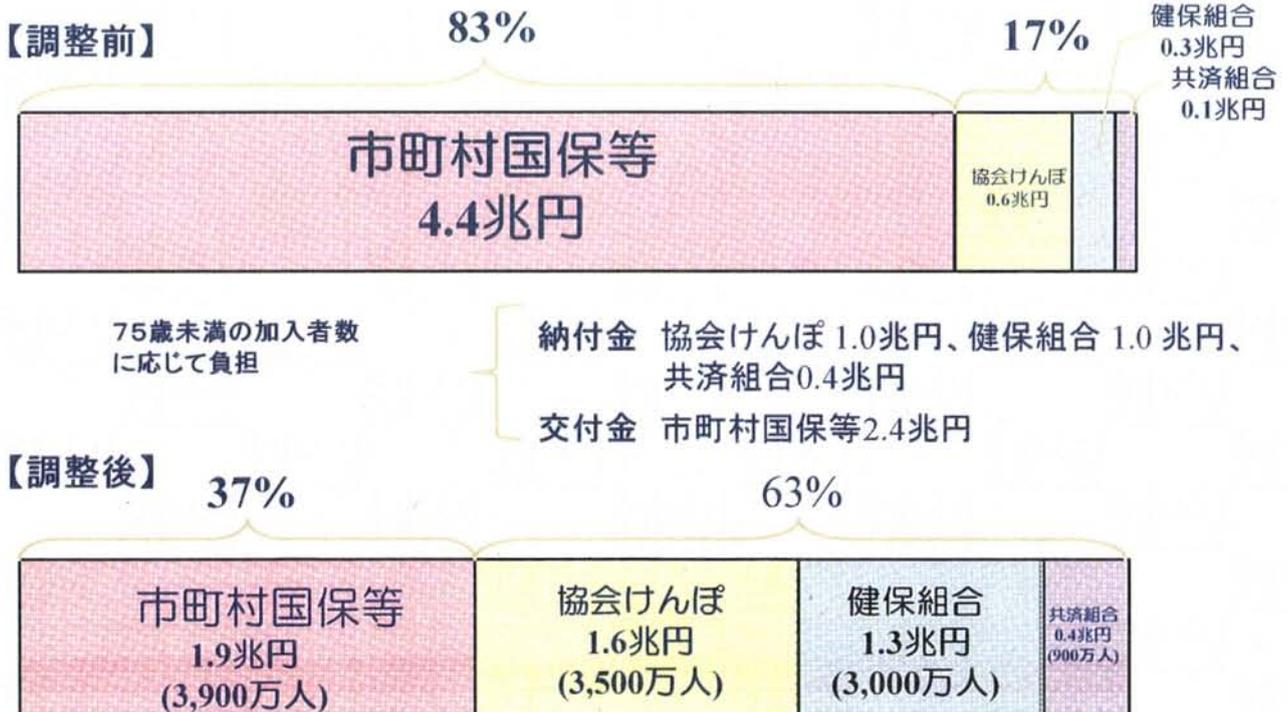 【調整前】
83%
17%
健保組合
0.3兆円
共済組合
0.1兆円
市町村国保等
4.4兆円
協会けんぽ
0.6兆円
75歳未満の加入者数
に応じて負担
納付金 協会けんぽ 1.0兆円、健保組合 1.0 兆円、
共済組合0.4兆円
交付金 市町村国保等2.4兆円
【調整後】
37%
63%
市町村国保等
1.9兆円
(3,900万人)
協会けんぽ
1.6兆円
(3,500万人)
健保組合
1.3兆円
(3,000万人)
共済組合
0.4兆円
(900万人)